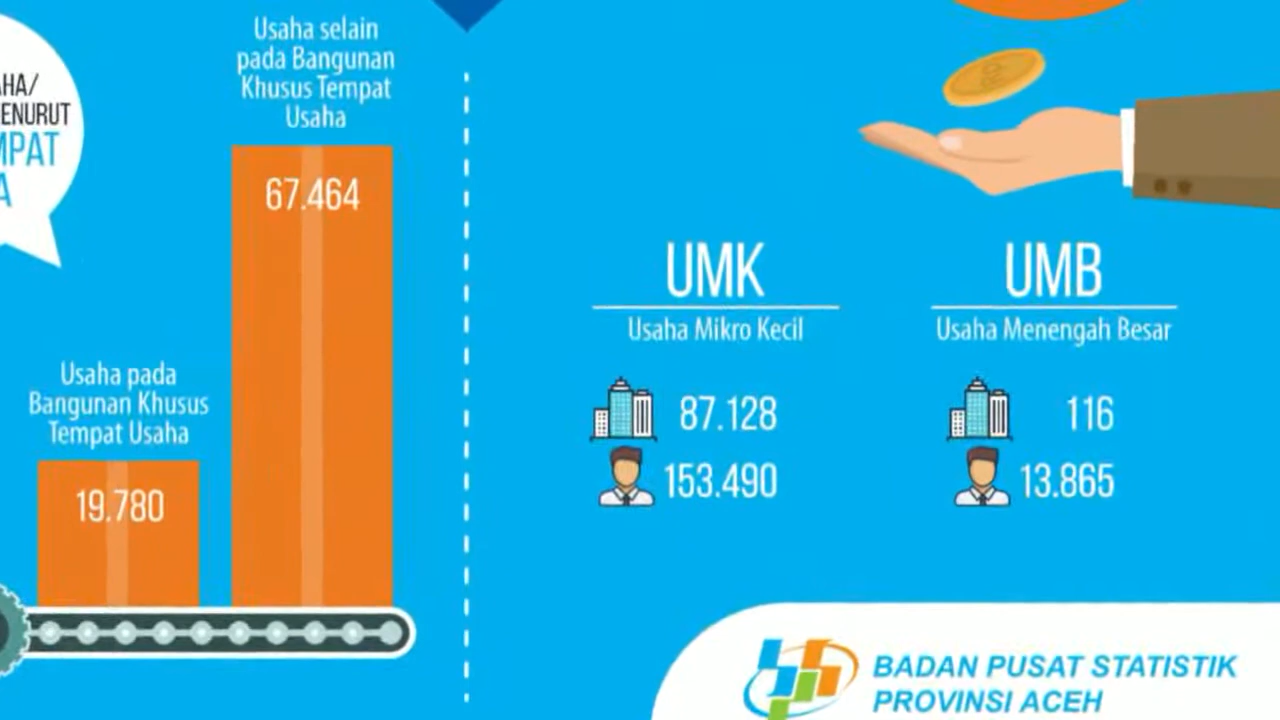 Usaha selain
pada Bangunan
Khusus Tempat
Usaha
67.464
Usaha pada
Bangunan Khusus
Tempat Usaha
19.780
UMK
Usaha Mikro Kecil
87.128
153.490
UMB
Usaha Menengah Besar
116
13.865
BADAN PUSAT STATISTIK
PROVINSI ACEH